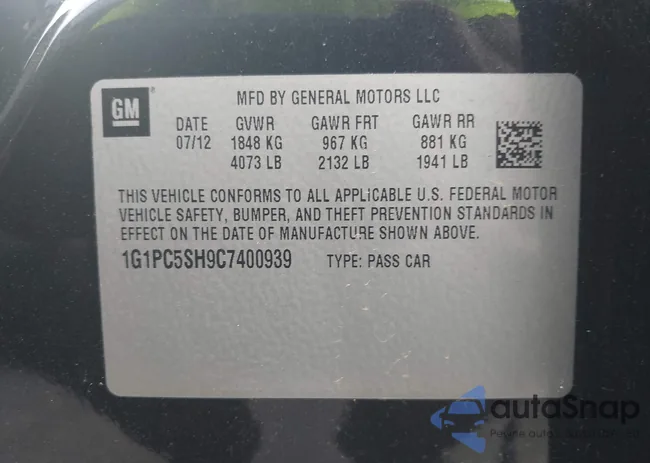 GM
MFD BY GENERAL MOTORS LLC
DATE GVWR GAWR FRT GAWR RR
07/12 1848 KG 967 KG 881 KG
4073 LB 2132 LB 1941 LB
THIS VEHICLE CONFORMS TO ALL APPLICABLE U.S. FEDERAL MOTOR
VEHICLE SAFETY, BUMPER, AND THEFT PREVENTION STANDARDS IN
EFFECT ON THE DATE OF MANUFACTURE SHOWN ABOVE.
1G1PC5SH9C7400939 TYPE: PASS CAR
autaSnap